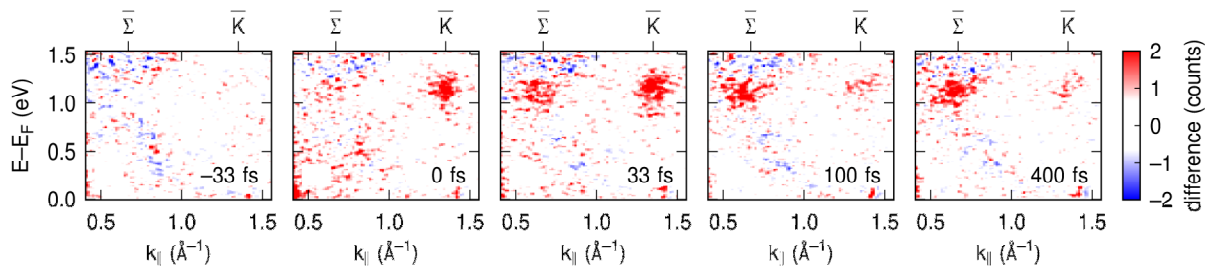 Σ̅ K̅ Σ̅ K̅ Σ̅ K̅ Σ̅ K̅ Σ̅ K̅
E−E_F (eV)
1.5
1.0
0.5
0.0
−33 fs 0 fs 33 fs 100 fs 400 fs
0.5 1.0 1.5 0.5 1.0 1.5 0.5 1.0 1.5 0.5 1.0 1.5 0.5 1.0 1.5
k∥ (Å⁻¹) k∥ (Å⁻¹) k∥ (Å⁻¹) k∥ (Å⁻¹) k∥ (Å⁻¹)
2
1
0
−1
−2
difference (counts)